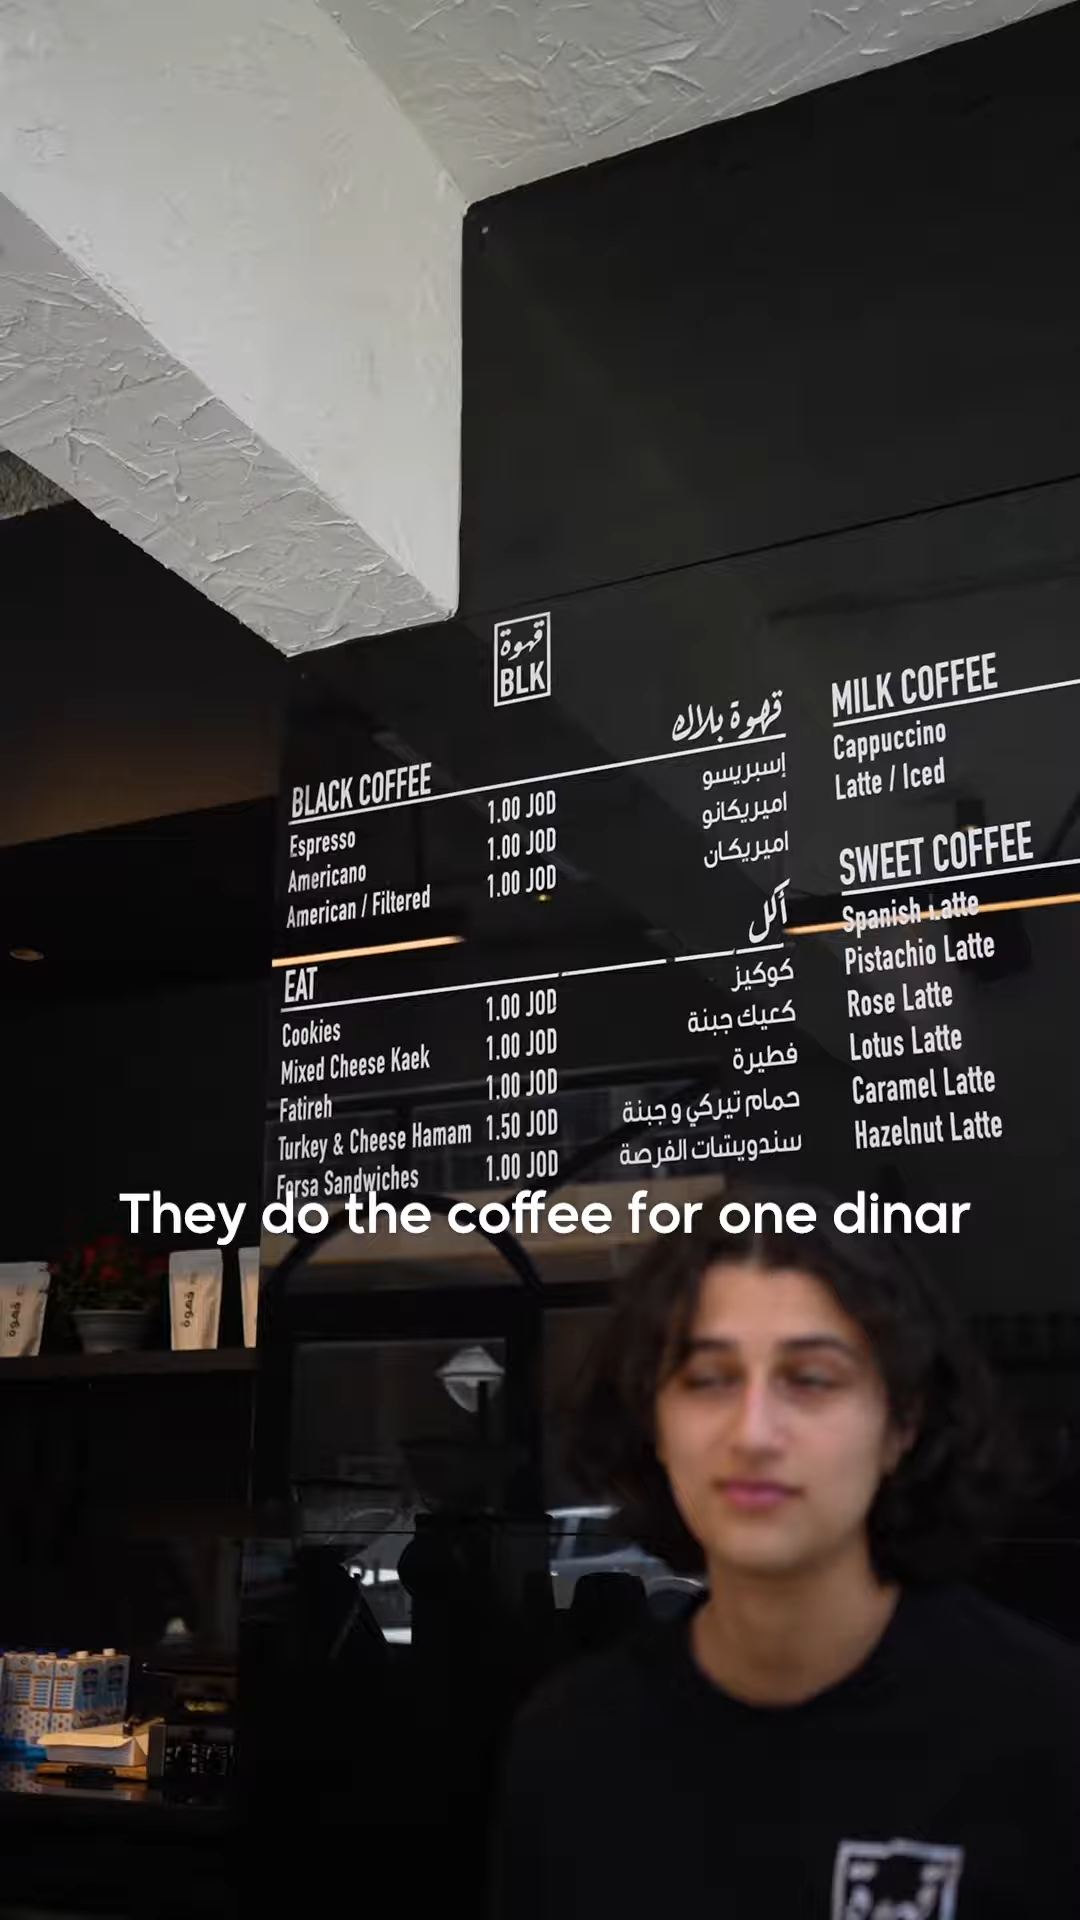 قهوة
BLK
BLACK COFFEE قهوة بلاك
Espresso 1.00 JOD إسبريسو
Americano 1.00 JOD اميريكانو
American / Filtered 1.00 JOD اميريكان
EAT أكل
Cookies 1.00 JOD كوكيز
Mixed Cheese Kaek 1.00 JOD كعيك جبنة
Fatireh 1.00 JOD فطيرة
Turkey & Cheese Hamam 1.50 JOD حمام تيركي وجبنة
Forsa Sandwiches 1.00 JOD سندويشات الفرصة
MILK COFFEE
Cappuccino
Latte / Iced
SWEET COFFEE
Spanish Latte
Pistachio Latte
Rose Latte
Lotus Latte
Caramel Latte
Hazelnut Latte
They do the coffee for one dinar
قهوة